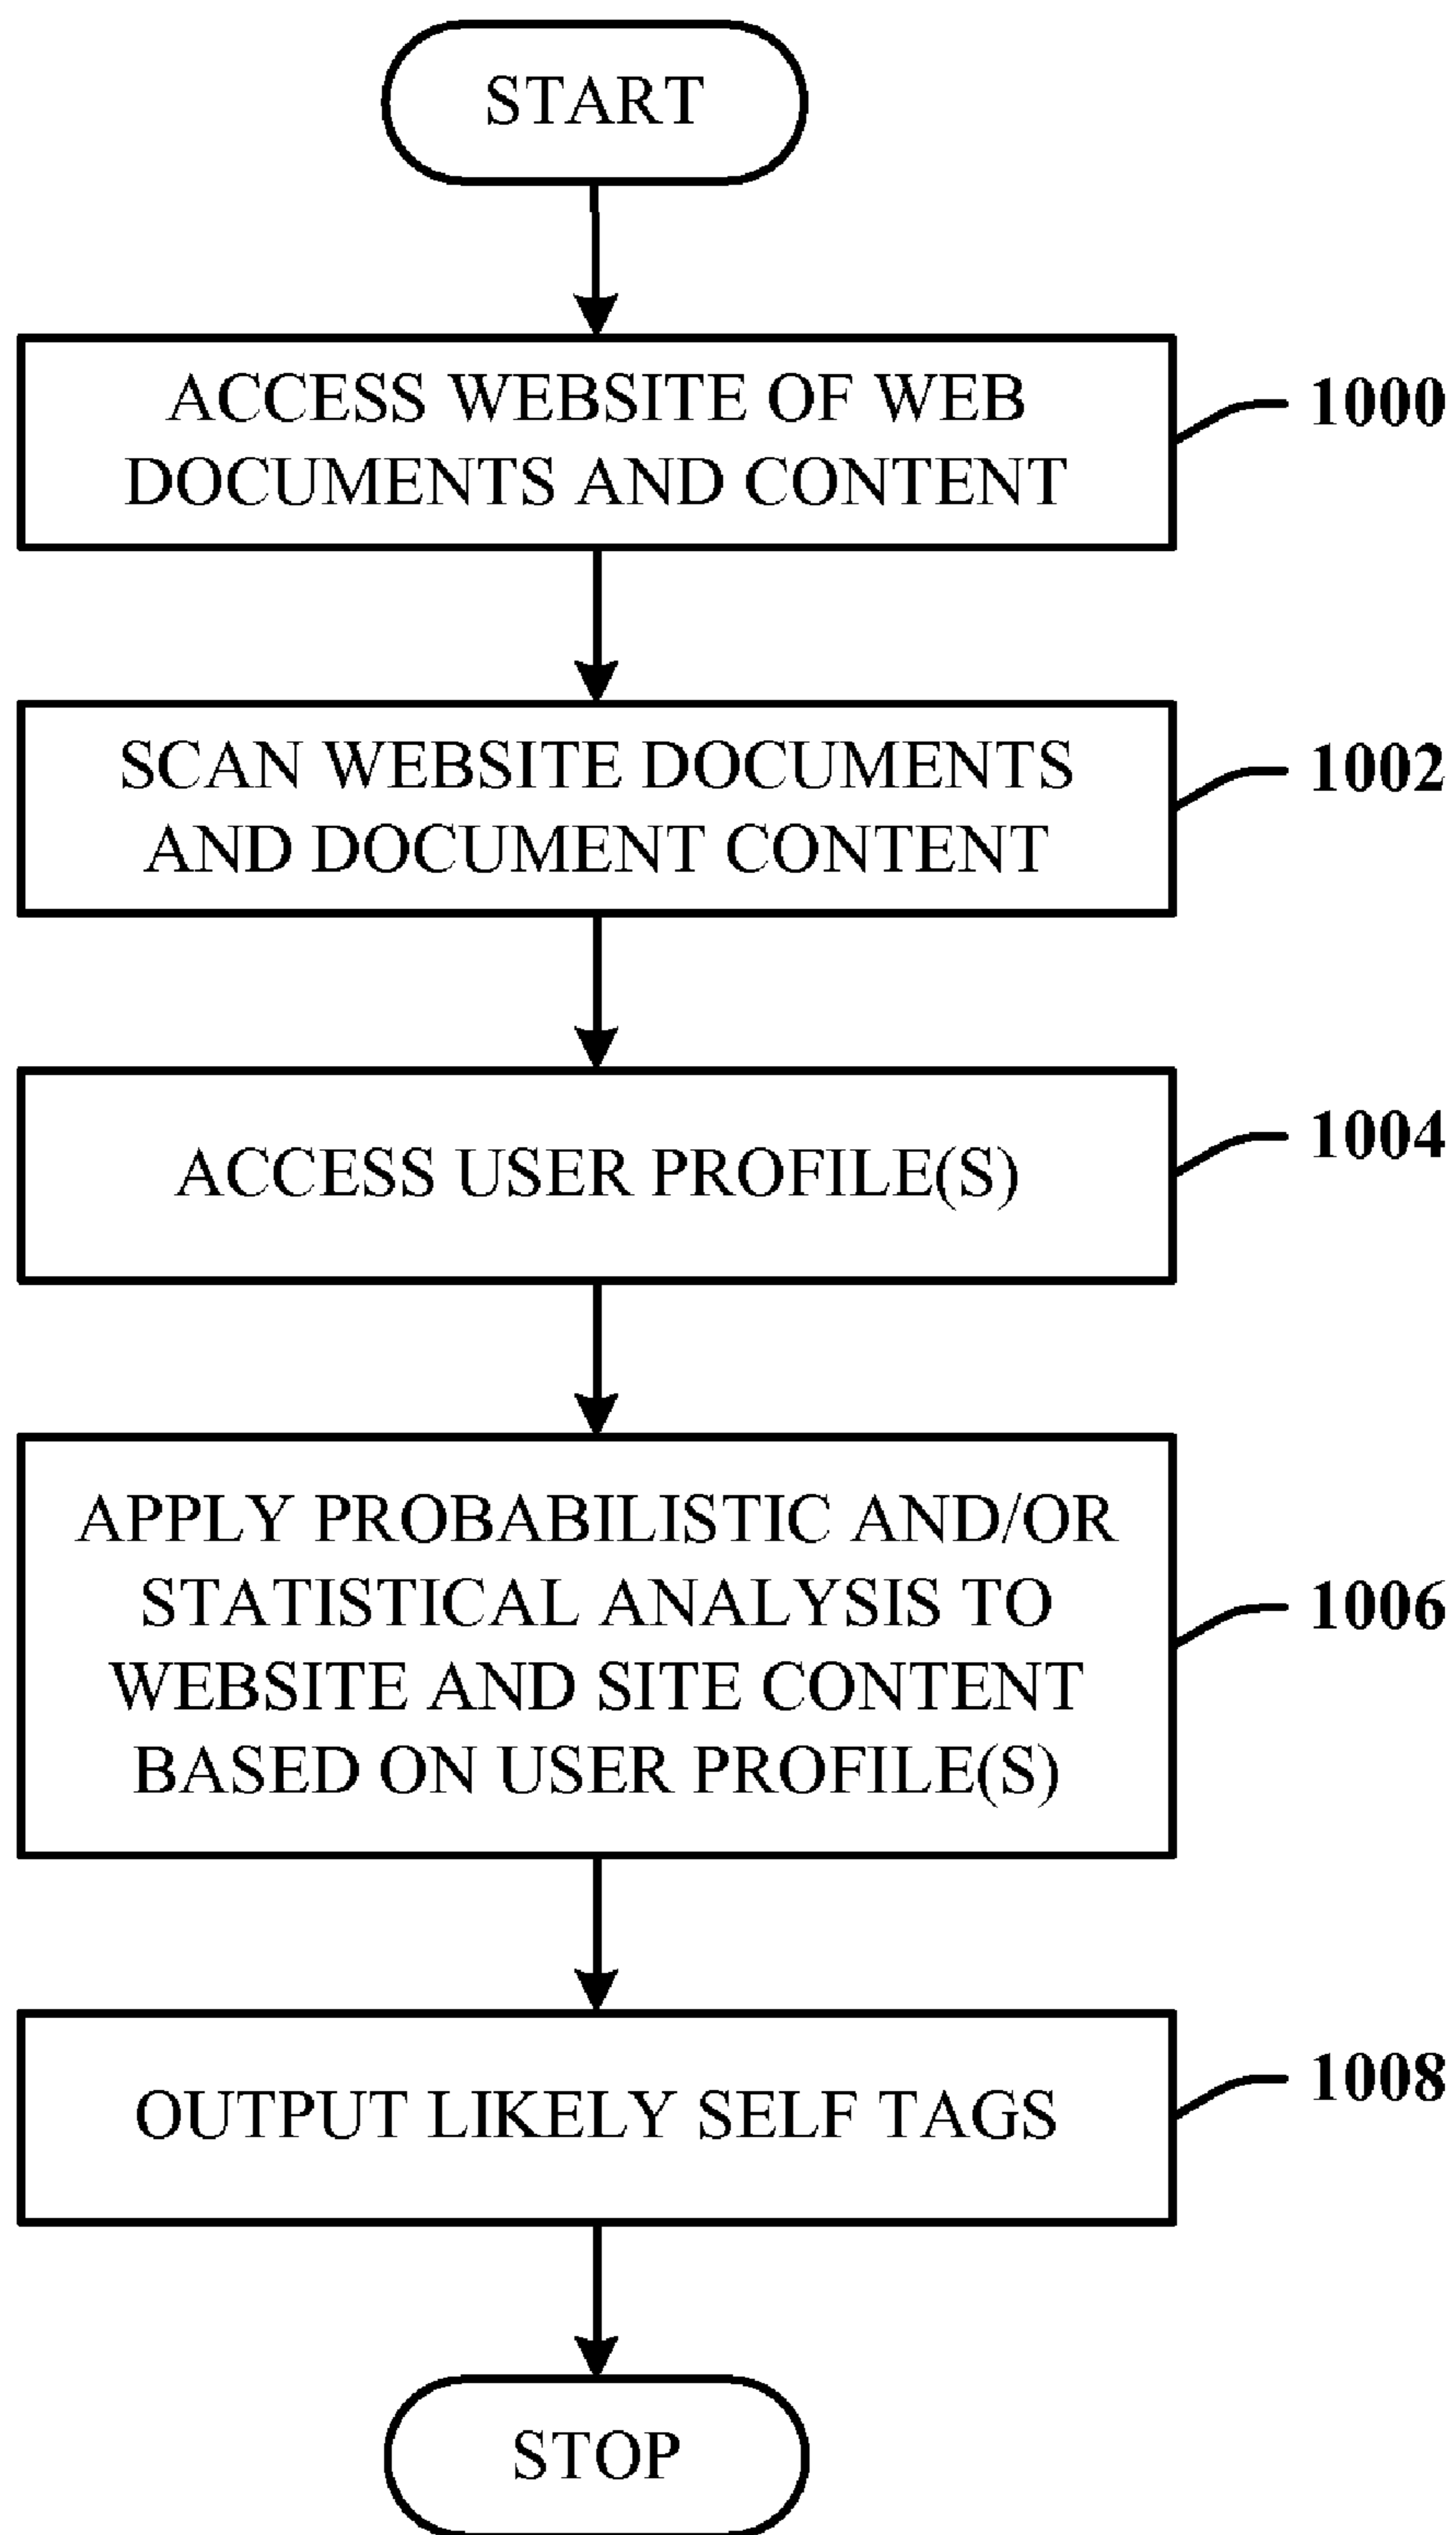 START
ACCESS WEBSITE OF WEB
DOCUMENTS AND CONTENT
1000
SCAN WEBSITE DOCUMENTS
AND DOCUMENT CONTENT
1002
ACCESS USER PROFILE(S)
1004
APPLY PROBABILISTIC AND/OR
STATISTICAL ANALYSIS TO
WEBSITE AND SITE CONTENT
BASED ON USER PROFILE(S)
1006
OUTPUT LIKELY SELF TAGS
1008
STOP